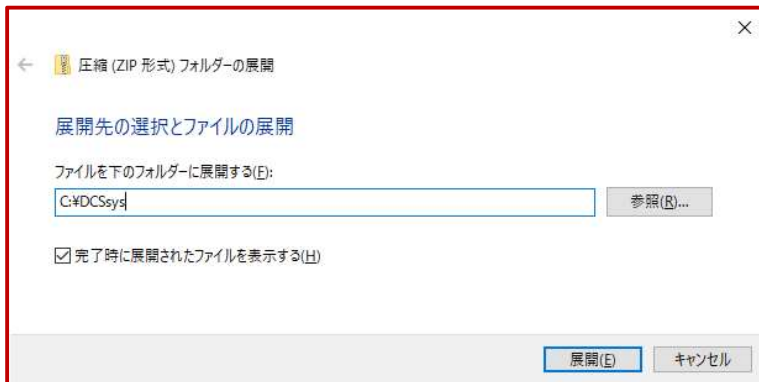 圧縮 (ZIP 形式) フォルダーの展開
展開先の選択とファイルの展開
ファイルを下のフォルダーに展開する(F):
C:¥DCSsys
参照(R)...
完了時に展開されたファイルを表示する(H)
展開(E)
キャンセル